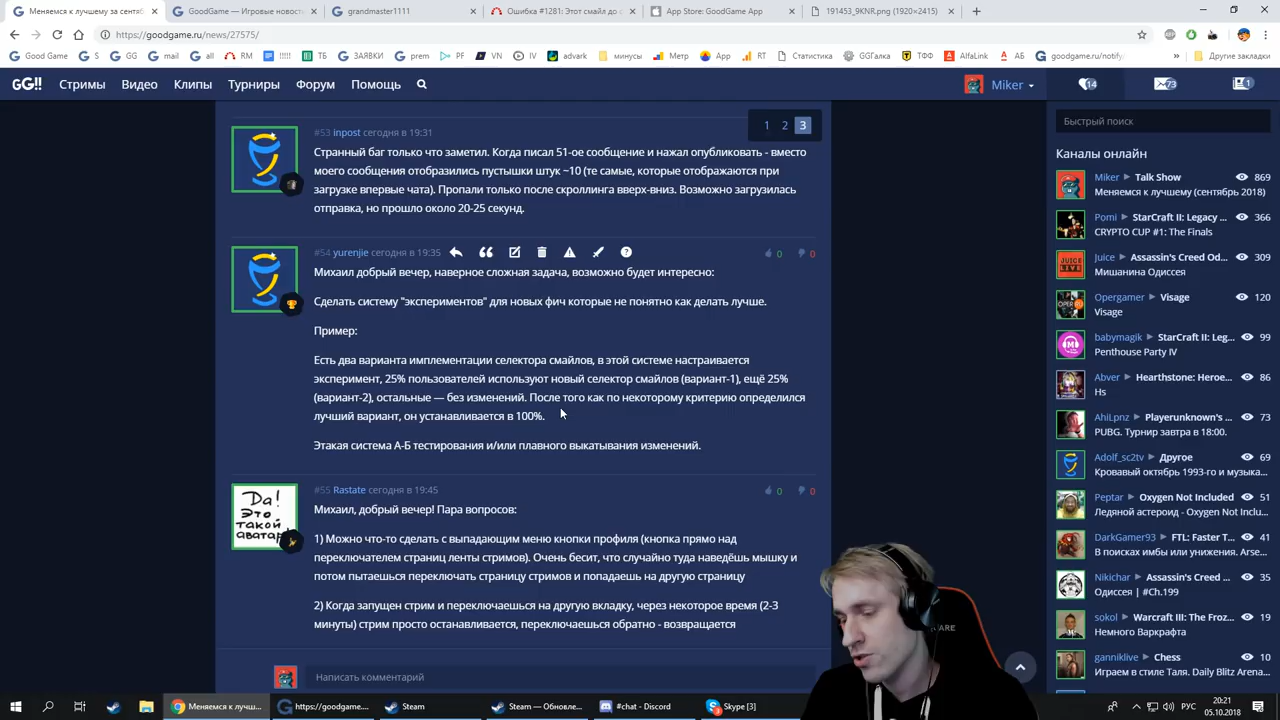 Меняемся к лучшему за сентябр
GoodGame — Игровые новост
grandmaster1111
Ошибка #1281: Этот смайл до с
App Store: GoodGame App
191453_9KNR.png (1920×2415)
https://goodgame.ru/news/27575/
Good Game
S
GG
mail
all
RM
!!!!!
ТБ
ЗАЯВКИ
prem
PF
VN
IV
advark
минусы
Метр
App
RT
Статистика
GGГалка
ТФФ
AlfaLink
АБ
goodgame.ru/notify
Другие закладки
GG!!
Стримы
Видео
Клипы
Турниры
Форум
Помощь
Miker
14
73
1
1 2 3
#53 inpost сегодня в 19:31
Странный баг только что заметил. Когда писал 51-ое сообщение и нажал опубликовать - вместо
моего сообщения отобразились пустышки штук ~10 (те самые, которые отображаются при
загрузке впервые чата). Пропали только после скроллинга вверх-вниз. Возможно загрузилась
отправка, но прошло около 20-25 секунд.
#54 yurenjie сегодня в 19:35
0 0
Михаил добрый вечер, наверное сложная задача, возможно будет интересно:
Сделать систему "экспериментов" для новых фич которые не понятно как делать лучше.
Пример:
Есть два варианта имплементации селектора смайлов, в этой системе настраивается
эксперимент, 25% пользователей используют новый селектор смайлов (вариант-1), ещё 25%
(вариант-2), остальные — без изменений. После того как по некоторому критерию определился
лучший вариант, он устанавливается в 100%.
Этакая система А-Б тестирования и/или плавного выкатывания изменений.
Да!
Это
такой
аватар!
#55 Rastate сегодня в 19:45
0 0
Михаил, добрый вечер! Пара вопросов:
1) Можно что-то сделать с выпадающим меню кнопки профиля (кнопка прямо над
переключателем страниц ленты стримов). Очень бесит, что случайно туда наведёшь мышку и
потом пытаешься переключать страницу стримов и попадаешь на другую страницу
2) Когда запущен стрим и переключаешься на другую вкладку, через некоторое время (2-3
минуты) стрим просто останавливается, переключаешься обратно - возвращается
Написать комментарий
Быстрый поиск
Каналы онлайн
Miker Talk Show 869
Меняемся к лучшему (сентябрь 2018)
Pomi StarCraft II: Legacy ... 366
CRYPTO CUP #1: The Finals
Juice Assassin's Creed Od... 309
Мишанина Одиссея
Opergamer Visage 120
Visage
babymagik StarCraft II: Leg... 99
Penthouse Party IV
Abver Hearthstone: Heroe... 86
Hs
AhiLpnz Playerunknown's ... 73
PUBG. Турнир завтра в 18:00.
Adolf_sc2tv Другое 69
Кровавый октябрь 1993-го и музыка...
Peptar Oxygen Not Included 51
Ледяной астероид - Oxygen Not Inclu...
DarkGamer93 FTL: Faster T... 41
В поисках имбы или унижения. Arse...
Nikichar Assassin's Creed ... 35
Одиссея | #Ch.199
sokol Warcraft III: The Froz... 19
Немного Варкрафта
ganniklive Chess 10
Играем в стиле Таля. Daily Blitz Arena...
ARE
Меняемся к лучш...
https://goodgame....
Steam
Steam — Обновле...
#chat - Discord
Skype [3]
РУС
20:21
05.10.2018